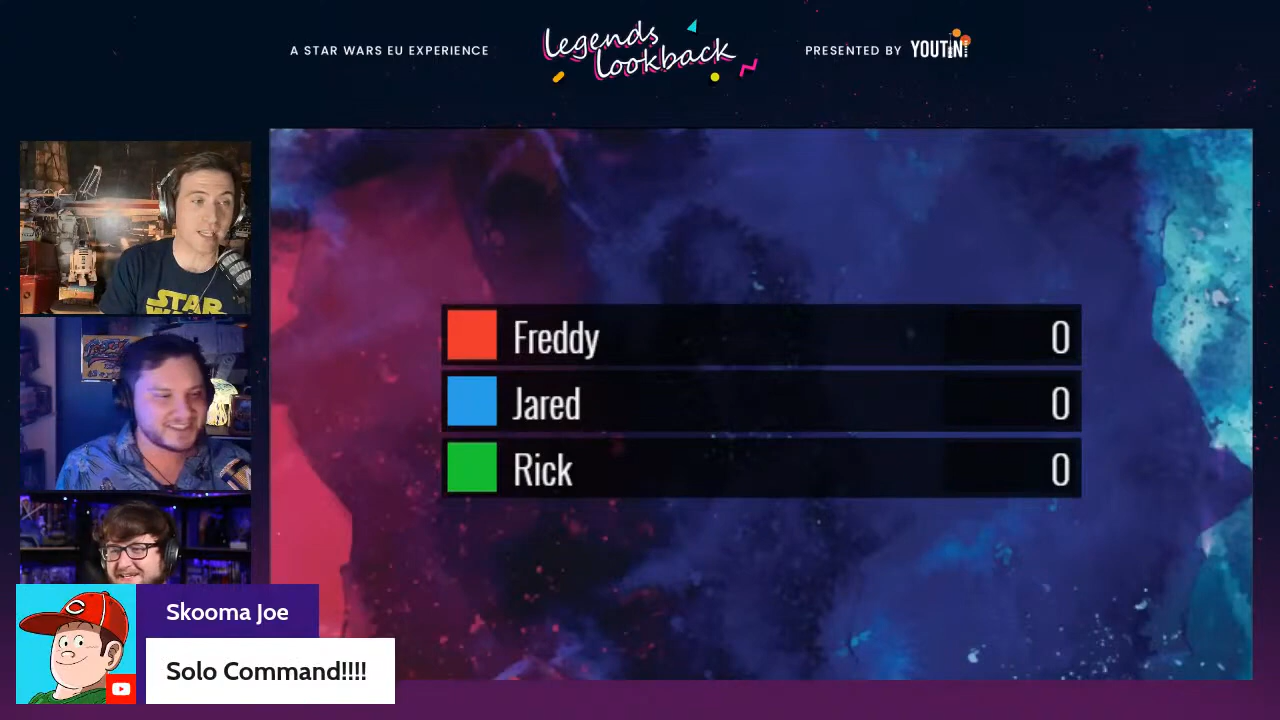 A STAR WARS EU EXPERIENCE
Legends
Lookback
PRESENTED BY YOUTINI
STAR
Freddy 0
Jared 0
Rick 0
Skooma Joe
Solo Command!!!!